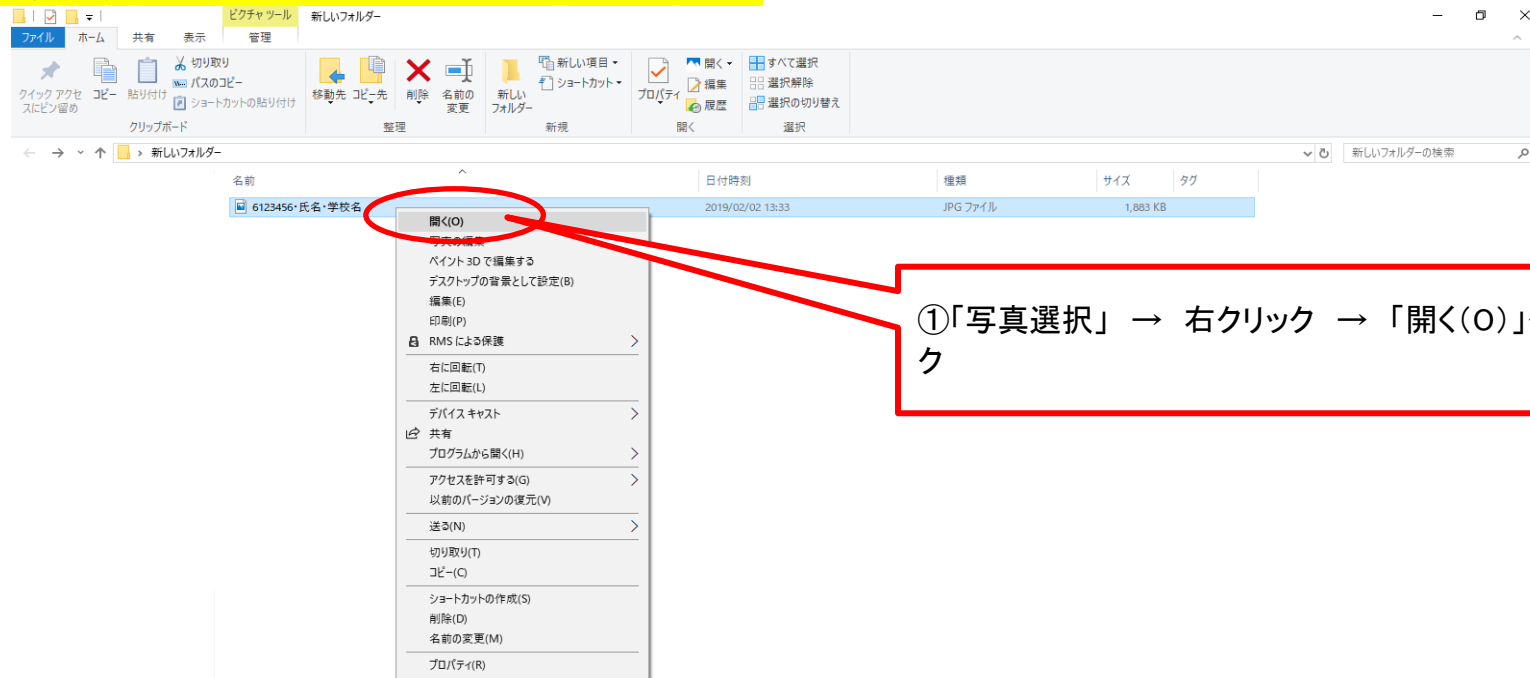 ピクチャ ツール 新しいフォルダー
ファイル ホーム 共有 表示 管理
クイック アクセスにピン留め
コピー
貼り付け
切り取り
パスのコピー
ショートカットの貼り付け
クリップボード
移動先
コピー先
削除
名前の変更
整理
新しいフォルダー
新しい項目
ショートカット
新規
プロパティ
開く
編集
履歴
開く
すべて選択
選択解除
選択の切り替え
選択
新しいフォルダー
新しいフォルダーの検索
名前 日付時刻 種類 サイズ タグ
6123456・氏名・学校名 2019/02/02 13:33 JPG ファイル 1,883 KB
開く(O)
写真の編集
ペイント 3D で編集する
デスクトップの背景として設定(B)
編集(E)
印刷(P)
RMS による保護
右に回転(T)
左に回転(L)
デバイス キャスト
共有
プログラムから開く(H)
アクセスを許可する(G)
以前のバージョンの復元(V)
送る(N)
切り取り(T)
コピー(C)
ショートカットの作成(S)
削除(D)
名前の変更(M)
プロパティ(R)
①「写真選択」 → 右クリック → 「開く(O)」
ク